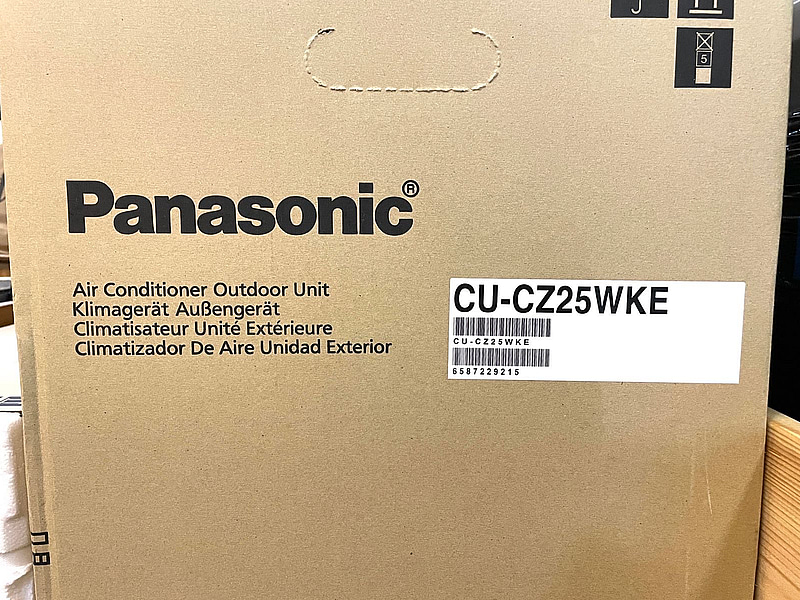 5
Panasonic®
Air Conditioner Outdoor Unit
Klimagerät Außengerät
Climatisateur Unité Extérieure
Climatizador De Aire Unidad Exterior
CU-CZ25WKE
CU-CZ25WKE
6587229215